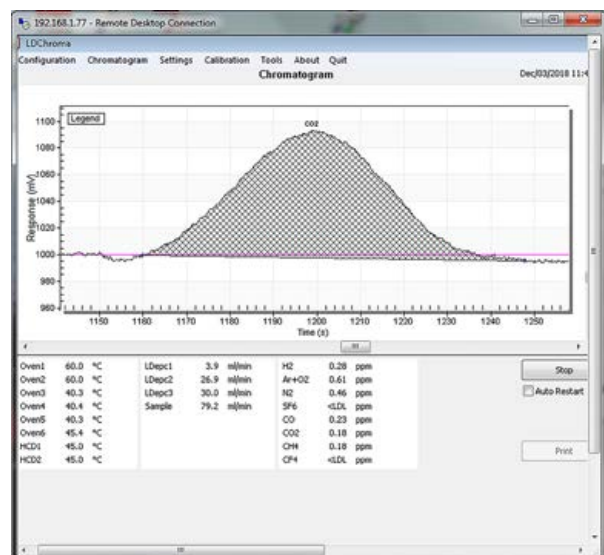 192.168.1.77 - Remote Desktop Connection
LDChroma
Configuration Chromatogram Settings Calibration Tools About Quit
Chromatogram Dec/03/2018 11:4
Legend
CO2
1100
1080
1060
1040
1020
1000
980
960
Response (mV)
1150 1160 1170 1180 1190 1200 1210 1220 1230 1240 1250
Time (s)
Oven1 60.0 °C LDepc1 3.9 ml/min H2 0.28 ppm Stop
Oven2 60.0 °C LDepc2 26.9 ml/min Ar+O2 0.61 ppm
Oven3 40.3 °C LDepc3 30.0 ml/min N2 0.46 ppm Auto Restart
Oven4 40.4 °C Sample 79.2 ml/min SF6 <LDL ppm
Oven5 40.3 °C CO 0.23 ppm
Oven6 45.4 °C CO2 0.18 ppm
HCD1 45.0 °C CH4 0.18 ppm Print
HCD2 45.0 °C CF4 <LDL ppm